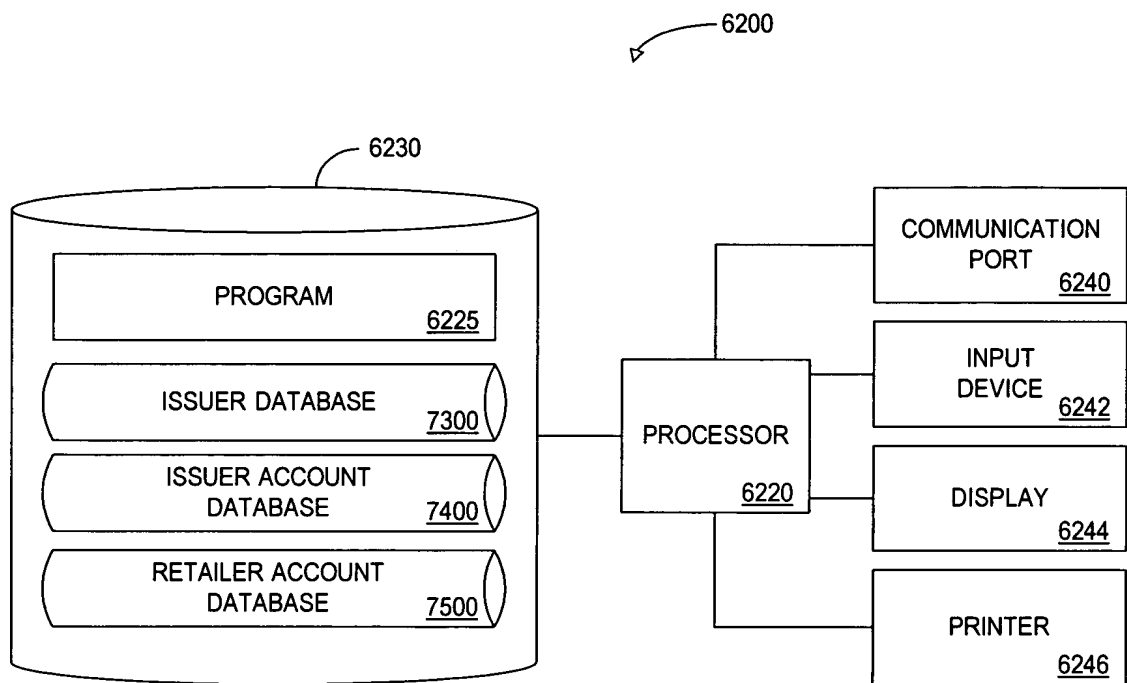 6200
6230
PROGRAM
6225
ISSUER DATABASE
7300
ISSUER ACCOUNT
DATABASE
7400
RETAILER ACCOUNT
DATABASE
7500
PROCESSOR
6220
COMMUNICATION
PORT
6240
INPUT
DEVICE
6242
DISPLAY
6244
PRINTER
6246